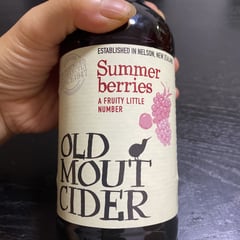 ESTABLISHED IN NELSON, NEW ZEALAND
Summer
berries
A FRUITY LITTLE
NUMBER
OLD
MOUT
CIDER